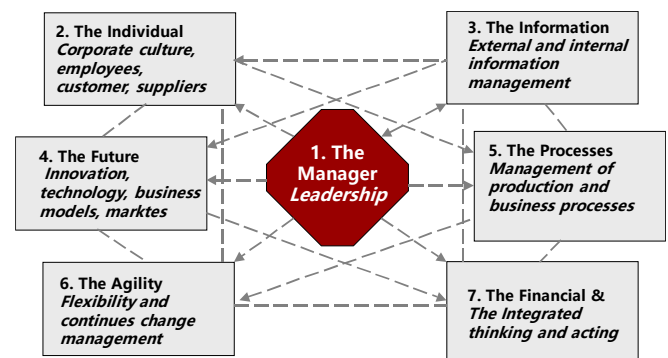 2. The Individual
Corporate culture,
employees,
customer, suppliers
3. The Information
External and internal
information
management
1. The
Manager
Leadership
4. The Future
Innovation,
technology, business
models, marktes
5. The Processes
Management of
production and
business processes
6. The Agility
Flexibility and
continues change
management
7. The Financial &
The Integrated
thinking and acting